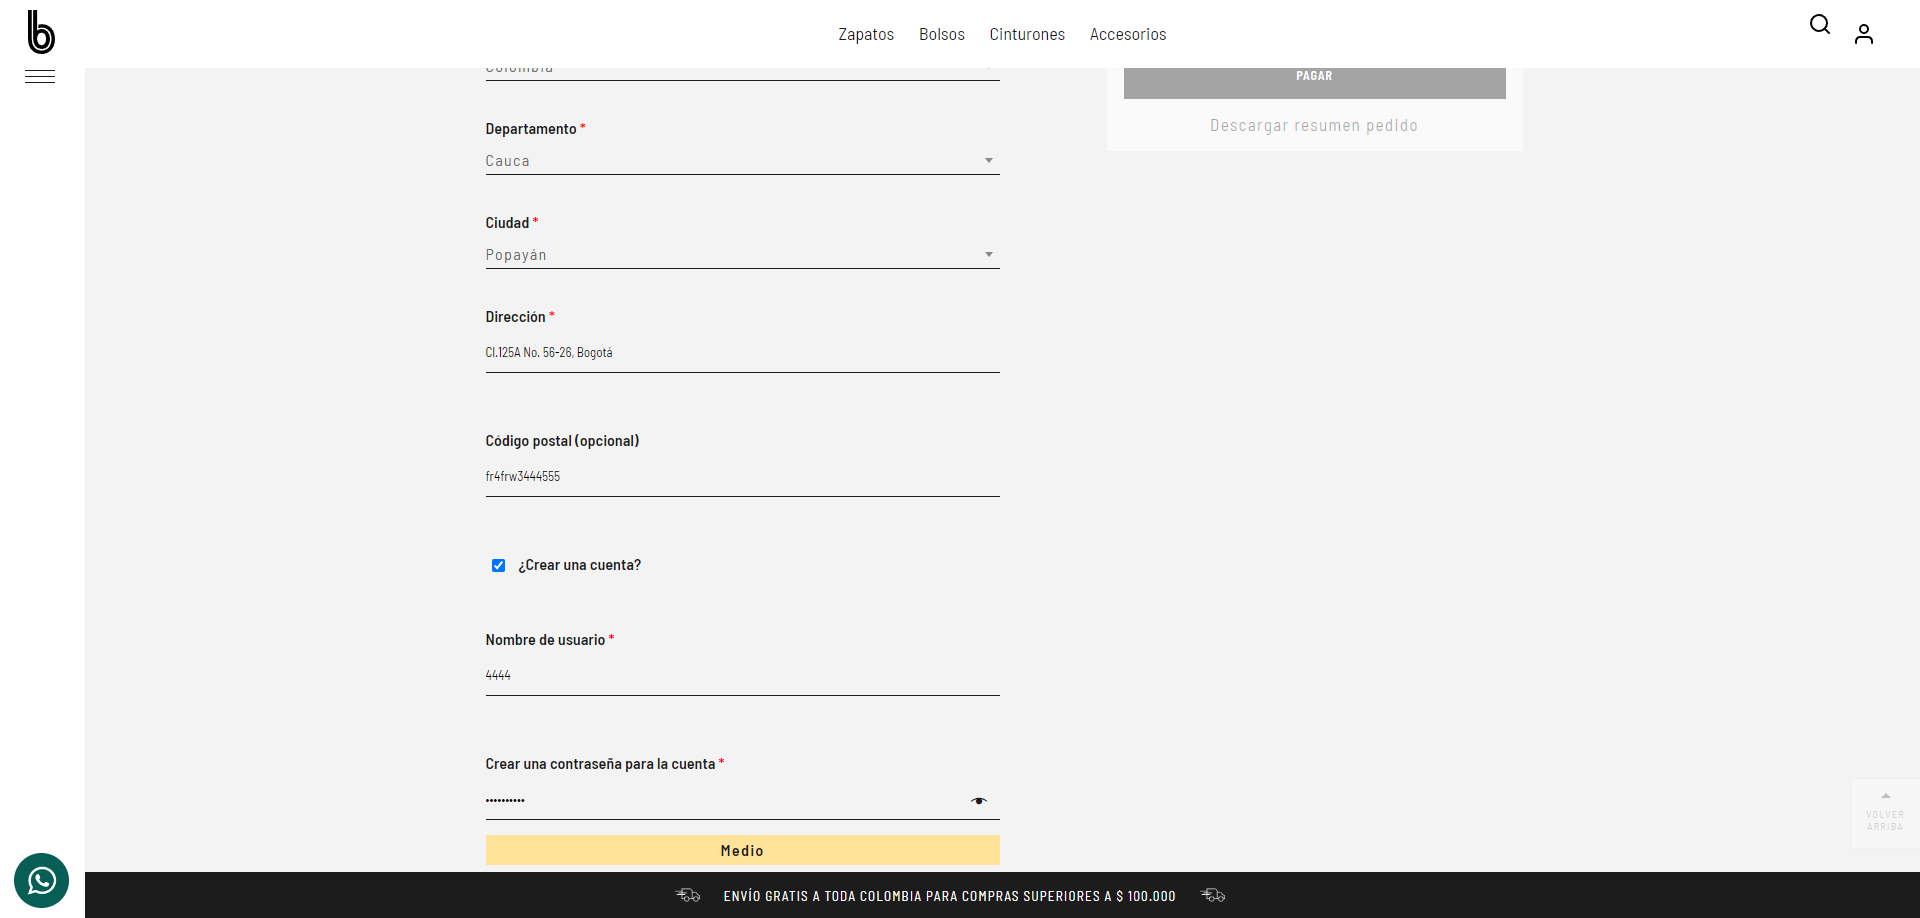 Zapatos Bolsos Cinturones Accesorios
Colombia
PAGAR
Descargar resumen pedido
Departamento *
Cauca
Ciudad *
Popayán
Dirección *
Cl.125A No. 56-26, Bogotá
Código postal (opcional)
fr4frw3444555
¿Crear una cuenta?
Nombre de usuario *
4444
Crear una contraseña para la cuenta *
••••••••••
Medio
VOLVER
ARRIBA
ENVÍO GRATIS A TODA COLOMBIA PARA COMPRAS SUPERIORES A $ 100.000